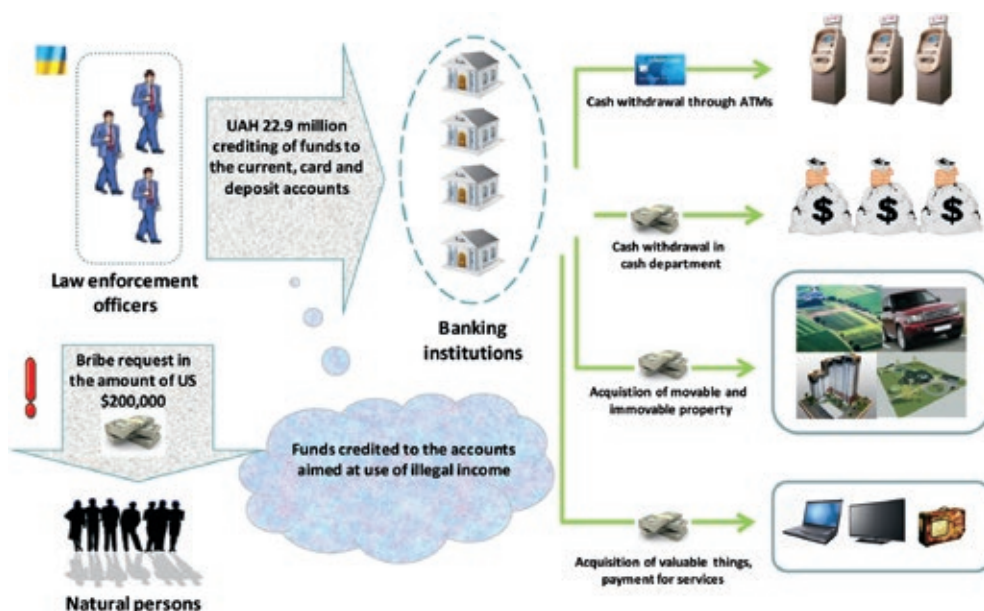 UAH 22.9 million
crediting of funds to
the current, card and
deposit accounts
Law enforcement
officers
Bribe request in
the amount of US
$200,000
Natural persons
Funds credited to the accounts
aimed at use of illegal income
Banking
institutions
Cash withdrawal through ATMs
Cash withdrawal in
cash department
$ $ $
Acquistion of movable and
immovable property
Acquisition of valuable things,
payment for services